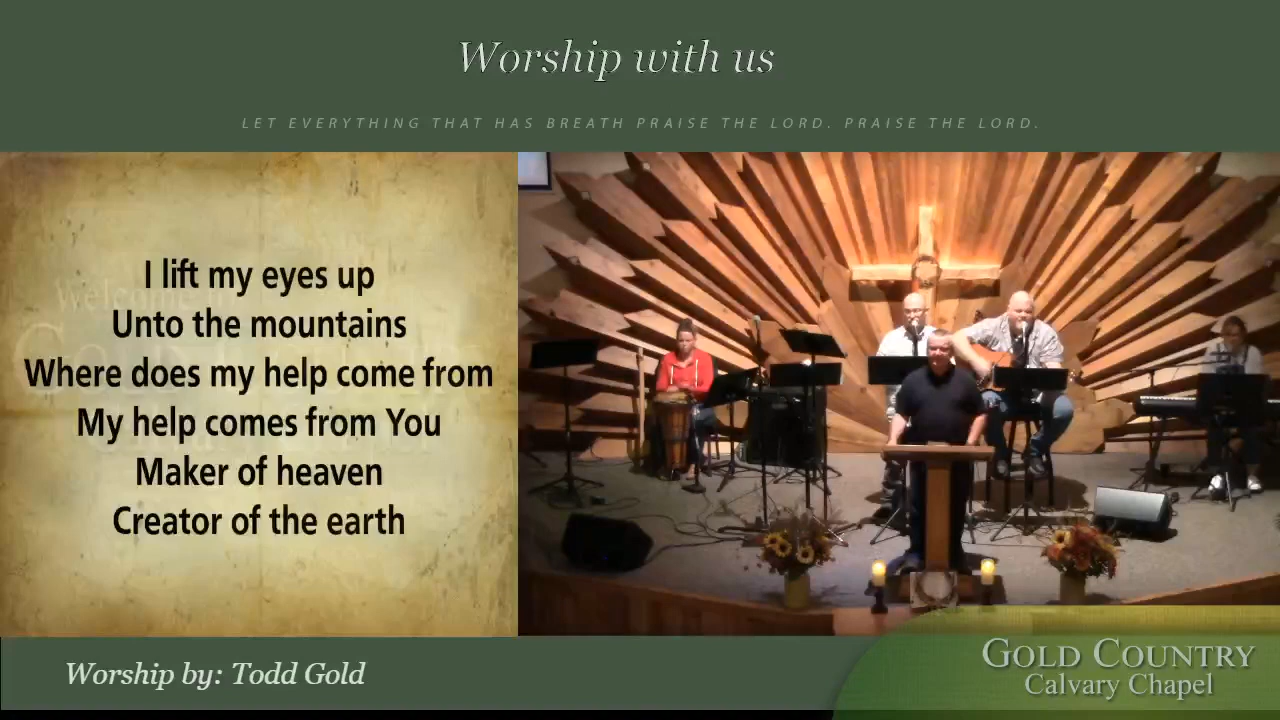 Worship with us
LET EVERYTHING THAT HAS BREATH PRAISE THE LORD. PRAISE THE LORD.
I lift my eyes up
Unto the mountains
Where does my help come from
My help comes from You
Maker of heaven
Creator of the earth
Worship by: Todd Gold
GOLD COUNTRY
Calvary Chapel